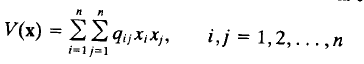 V(x) = ∑_{i=1}^{n} ∑_{j=1}^{n} q_{ij} x_i x_j,    i, j = 1, 2, . . . , n